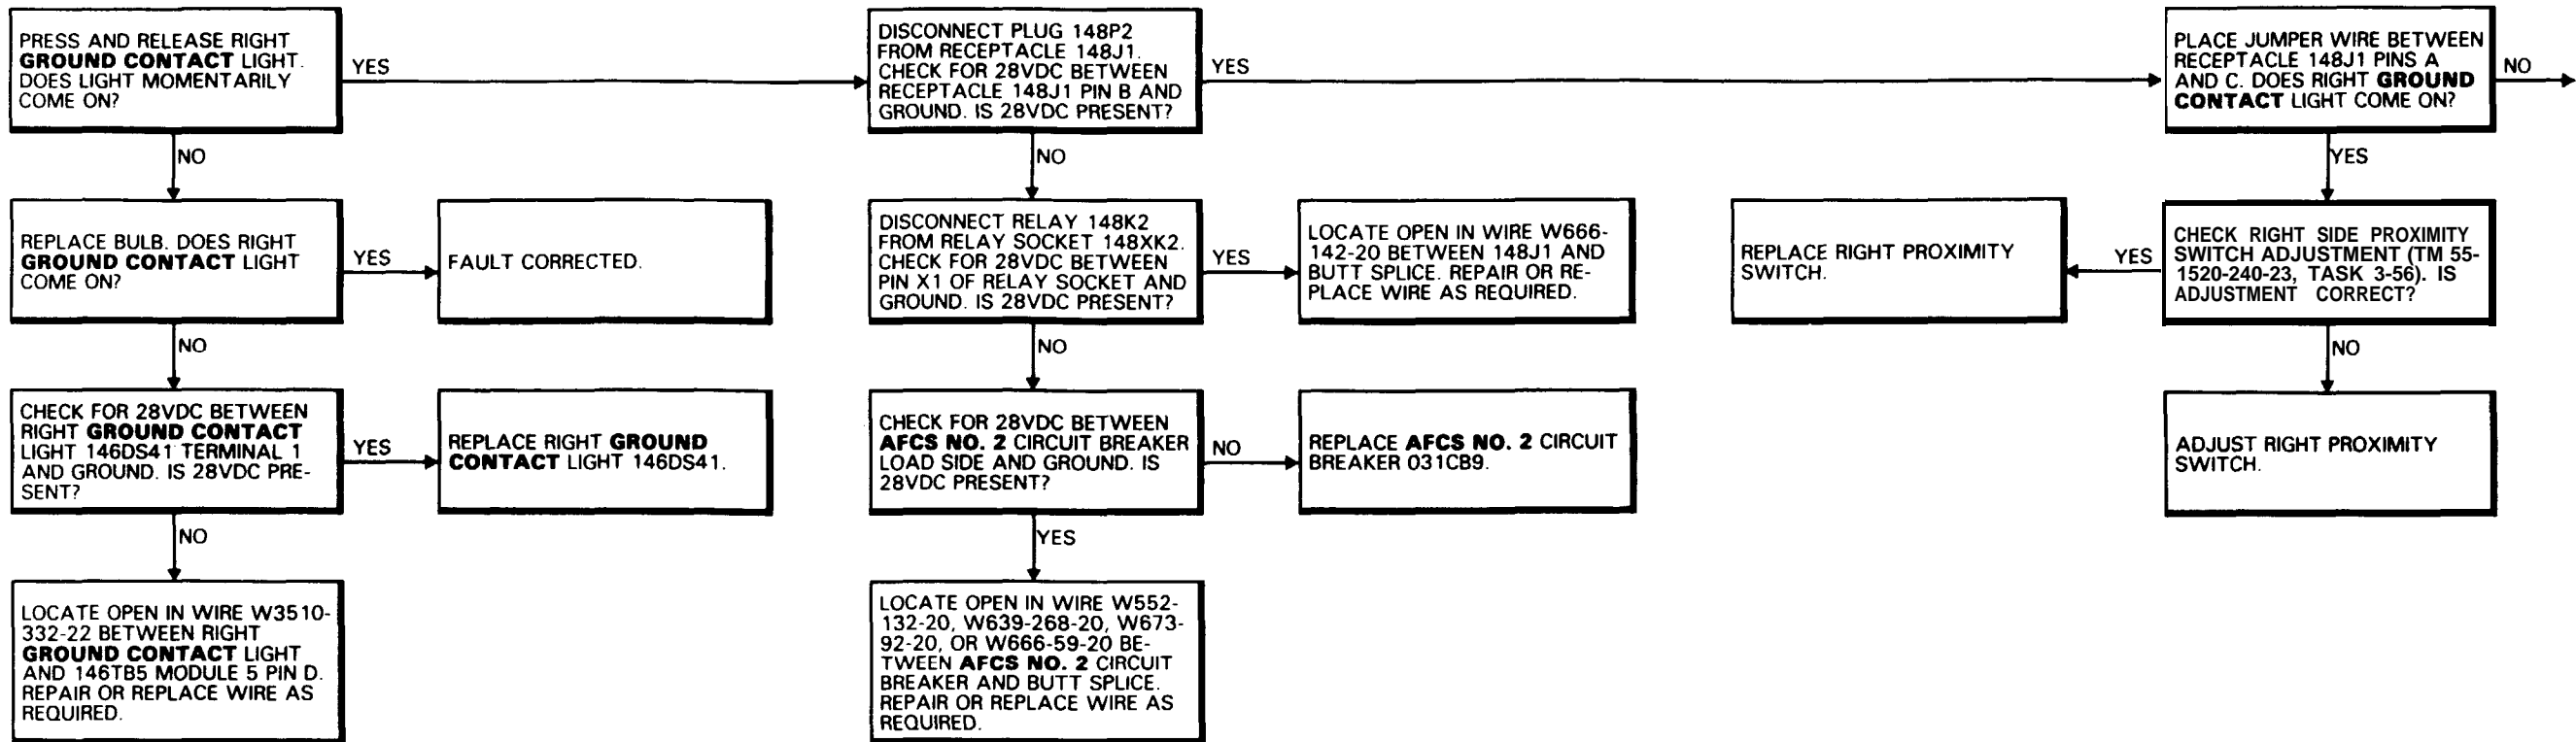 PRESS AND RELEASE RIGHT
GROUND CONTACT LIGHT.
DOES LIGHT MOMENTARILY
COME ON?
YES
NO
DISCONNECT PLUG 148P2
FROM RECEPTACLE 148J1.
CHECK FOR 28VDC BETWEEN
RECEPTACLE 148J1 PIN B AND
GROUND. IS 28VDC PRESENT?
YES
NO
PLACE JUMPER WIRE BETWEEN
RECEPTACLE 148J1 PINS A
AND C. DOES RIGHT GROUND
CONTACT LIGHT COME ON?
NO
YES
REPLACE BULB. DOES RIGHT
GROUND CONTACT LIGHT
COME ON?
YES
NO
FAULT CORRECTED.
DISCONNECT RELAY 148K2
FROM RELAY SOCKET 148XK2.
CHECK FOR 28VDC BETWEEN
PIN X1 OF RELAY SOCKET AND
GROUND. IS 28VDC PRESENT?
YES
NO
LOCATE OPEN IN WIRE W666-
142-20 BETWEEN 148J1 AND
BUTT SPLICE. REPAIR OR RE-
PLACE WIRE AS REQUIRED.
REPLACE RIGHT PROXIMITY
SWITCH.
YES
CHECK RIGHT SIDE PROXIMITY
SWITCH ADJUSTMENT (TM 55-
1520-240-23, TASK 3-56). IS
ADJUSTMENT CORRECT?
NO
CHECK FOR 28VDC BETWEEN
RIGHT GROUND CONTACT
LIGHT 146DS41 TERMINAL 1
AND GROUND. IS 28VDC PRE-
SENT?
YES
NO
REPLACE RIGHT GROUND
CONTACT LIGHT 146DS41.
CHECK FOR 28VDC BETWEEN
AFCS NO. 2 CIRCUIT BREAKER
LOAD SIDE AND GROUND. IS
28VDC PRESENT?
NO
YES
REPLACE AFCS NO. 2 CIRCUIT
BREAKER 031CB9.
ADJUST RIGHT PROXIMITY
SWITCH.
LOCATE OPEN IN WIRE W3510-
332-22 BETWEEN RIGHT
GROUND CONTACT LIGHT
AND 146TB5 MODULE 5 PIN D.
REPAIR OR REPLACE WIRE AS
REQUIRED.
LOCATE OPEN IN WIRE W552-
132-20, W639-268-20, W673-
92-20, OR W666-59-20 BE-
TWEEN AFCS NO. 2 CIRCUIT
BREAKER AND BUTT SPLICE.
REPAIR OR REPLACE WIRE AS
REQUIRED.